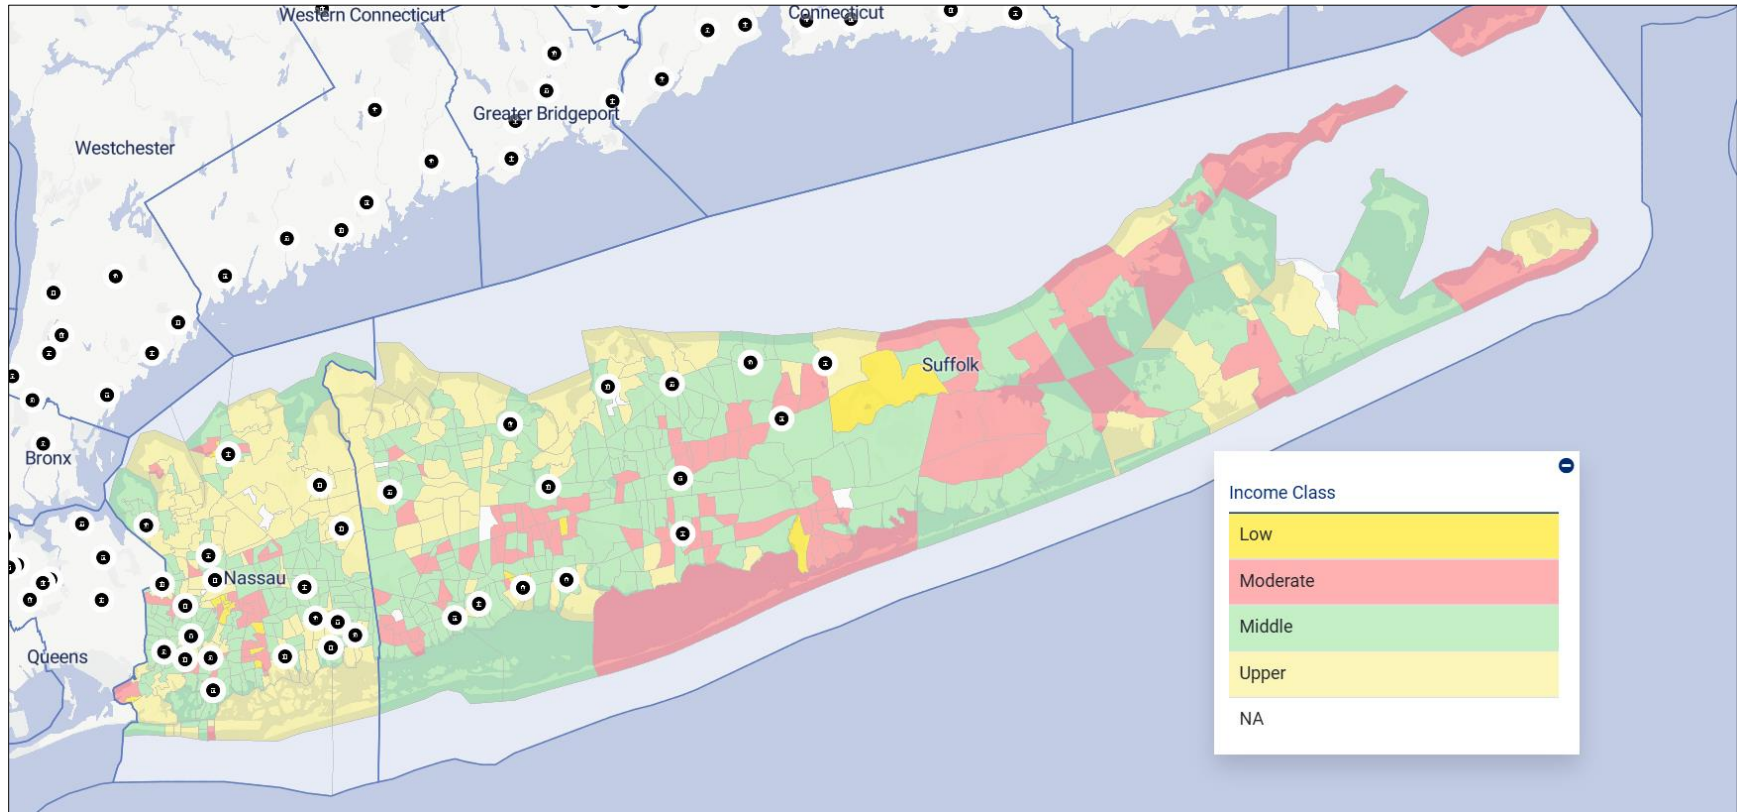 Western Connecticut
Connecticut
Greater Bridgeport
Westchester
Suffolk
Bronx
Nassau
Queens
Income Class
Low
Moderate
Middle
Upper
NA